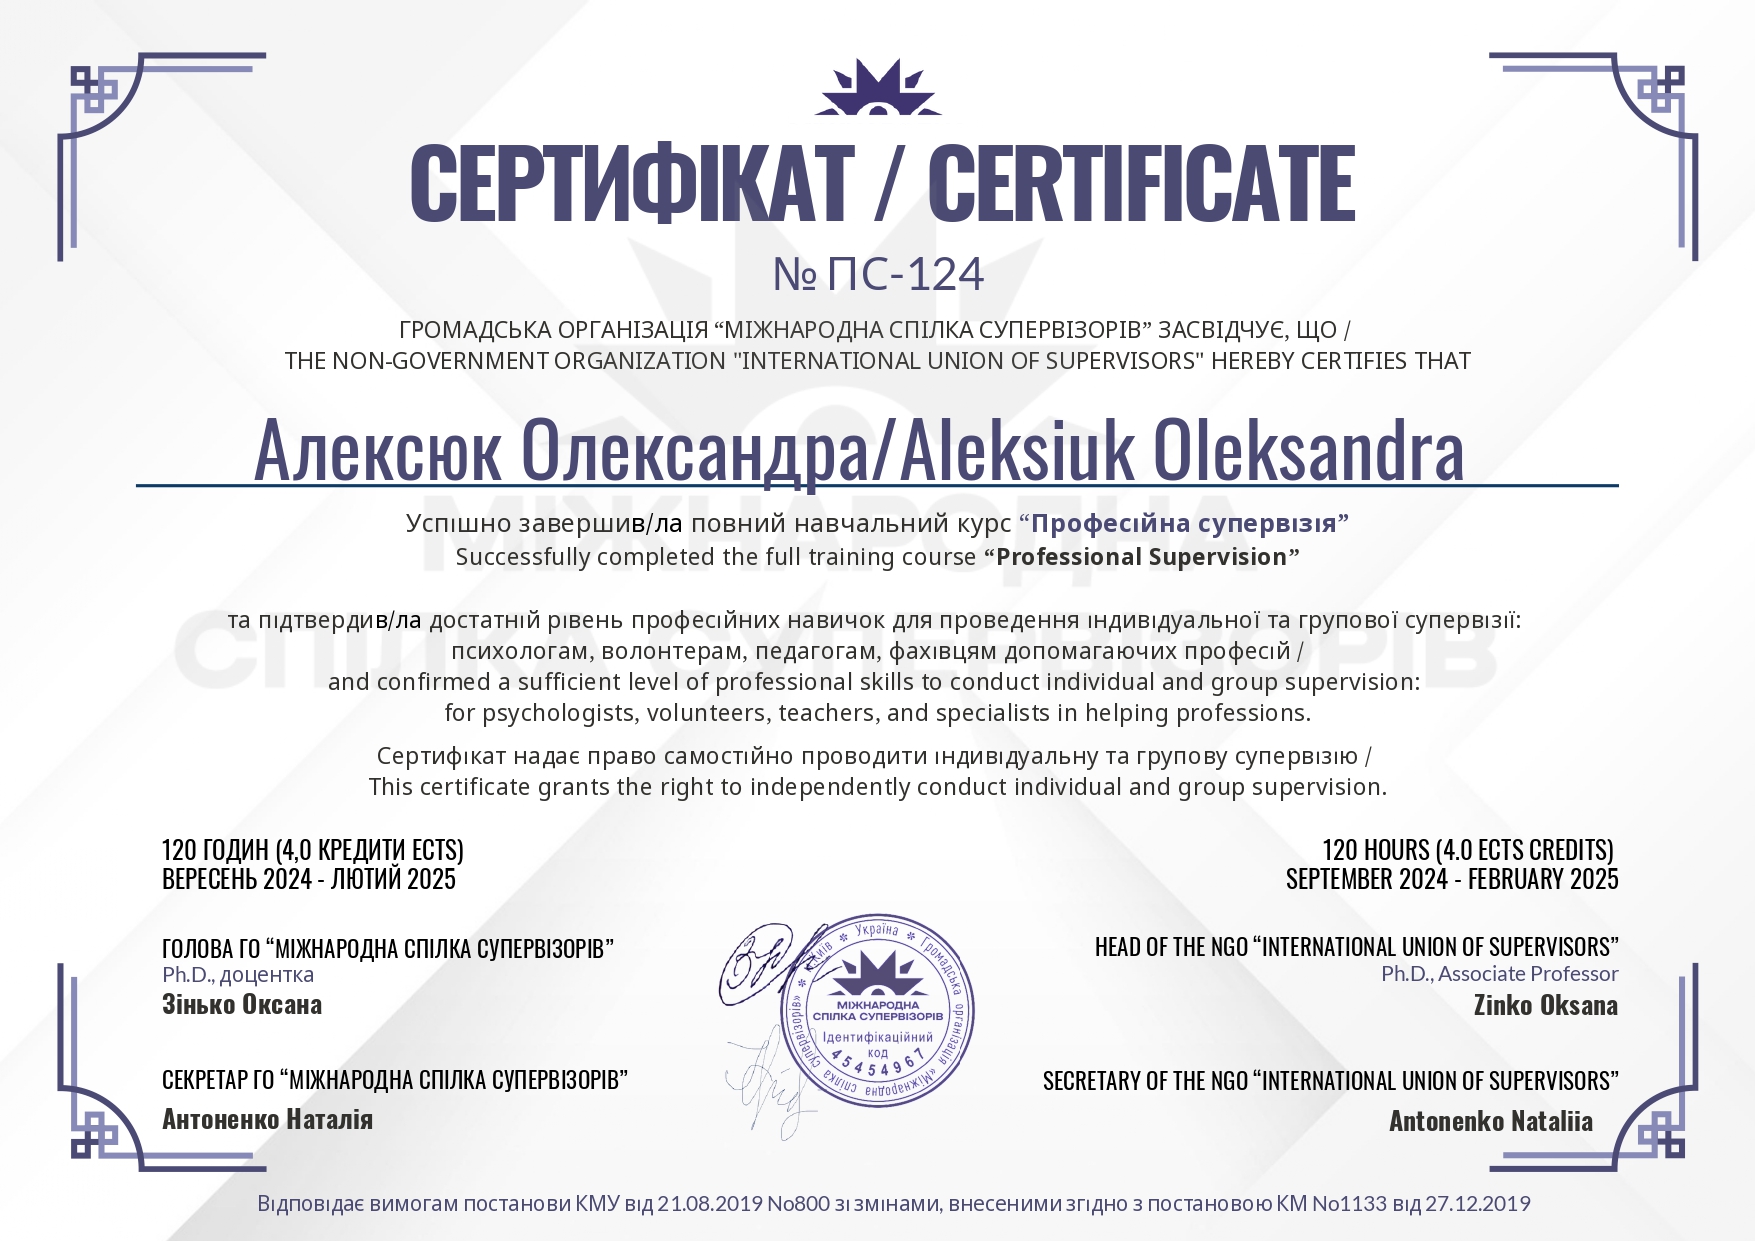 СЕРТИФІКАТ / CERTIFICATE
№ ПС-124
ГРОМАДСЬКА ОРГАНІЗАЦІЯ “МІЖНАРОДНА СПІЛКА СУПЕРВІЗОРІВ” ЗАСВІДЧУЄ, ЩО /
THE NON-GOVERNMENT ORGANIZATION "INTERNATIONAL UNION OF SUPERVISORS" HEREBY CERTIFIES THAT
Алексюк Олександра/Aleksiuk Oleksandra
Успішно завершив/ла повний навчальний курс “Професійна супервізія”
Successfully completed the full training course “Professional Supervision”
МІЖНАРОДНА
СПІЛКА СУПЕРВІЗОРІВ
та підтвердив/ла достатній рівень професійних навичок для проведення індивідуальної та групової супервізії:
психологам, волонтерам, педагогам, фахівцям допомагаючих професій /
and confirmed a sufficient level of professional skills to conduct individual and group supervision:
for psychologists, volunteers, teachers, and specialists in helping professions.
Сертифікат надає право самостійно проводити індивідуальну та групову супервізію /
This certificate grants the right to independently conduct individual and group supervision.
120 ГОДИН (4,0 КРЕДИТИ ECTS)
ВЕРЕСЕНЬ 2024 - ЛЮТИЙ 2025
120 HOURS (4.0 ECTS CREDITS)
SEPTEMBER 2024 - FEBRUARY 2025
ГОЛОВА ГО “МІЖНАРОДНА СПІЛКА СУПЕРВІЗОРІВ”
Ph.D., доцентка
Зінько Оксана
HEAD OF THE NGO “INTERNATIONAL UNION OF SUPERVISORS”
Ph.D., Associate Professor
Zinko Oksana
м.Київ * Україна * Громадська організація «Міжнародна спілка супервізорів» *
МІЖНАРОДНА
СПІЛКА СУПЕРВІЗОРІВ
Ідентифікаційний
код
45454967
СЕКРЕТАР ГО “МІЖНАРОДНА СПІЛКА СУПЕРВІЗОРІВ”
Антоненко Наталія
SECRETARY OF THE NGO “INTERNATIONAL UNION OF SUPERVISORS”
Antonenko Nataliia
Відповідає вимогам постанови КМУ від 21.08.2019 No800 зі змінами, внесеними згідно з постановою КМ No1133 від 27.12.2019